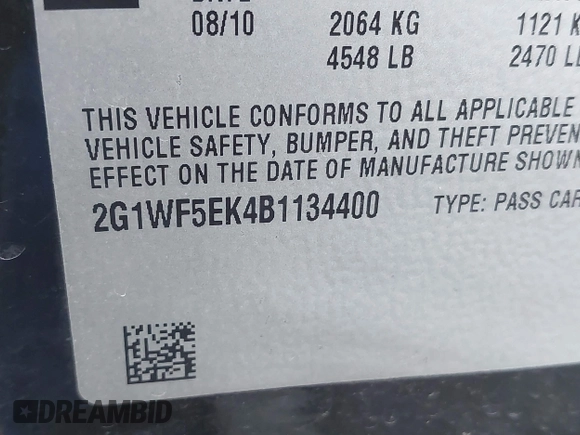 08/10 2064 KG 1121 K
4548 LB 2470 LB
THIS VEHICLE CONFORMS TO ALL APPLICABLE
VEHICLE SAFETY, BUMPER, AND THEFT PREVEN
EFFECT ON THE DATE OF MANUFACTURE SHOWN
2G1WF5EK4B1134400 TYPE: PASS CAR
DREAMBID